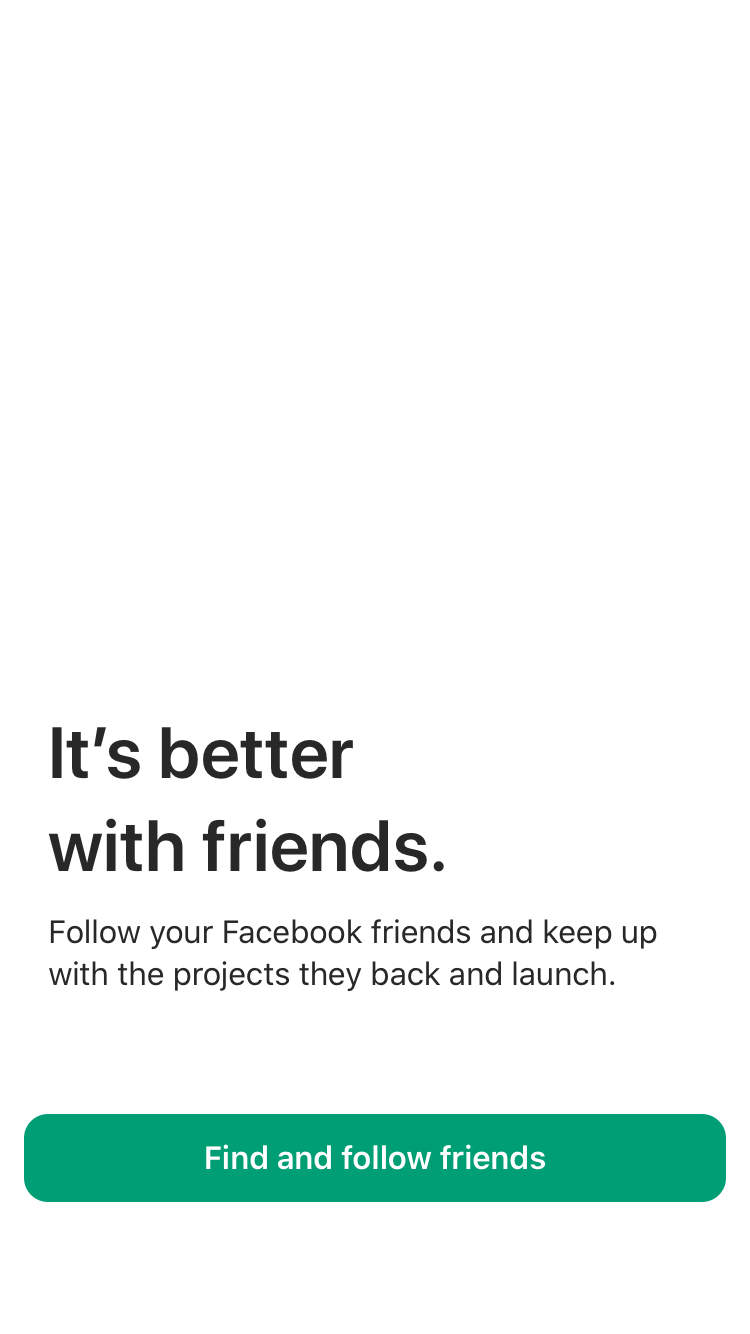 It’s better
with friends.
Follow your Facebook friends and keep up
with the projects they back and launch.
Find and follow friends